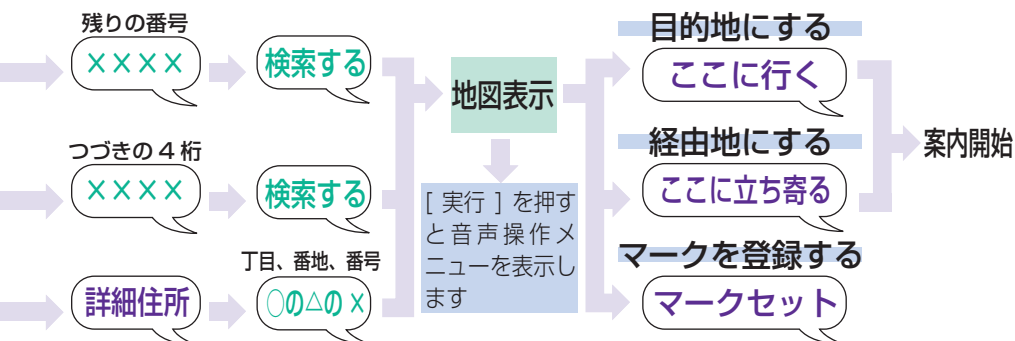 残りの番号
××××
検索する
つづきの4桁
××××
検索する
詳細住所
丁目、番地、番号
○の△の×
地図表示
[ 実行 ] を押す
と音声操作メ
ニューを表示し
ます
目的地にする
ここに行く
経由地にする
ここに立ち寄る
マークを登録する
マークセット
案内開始